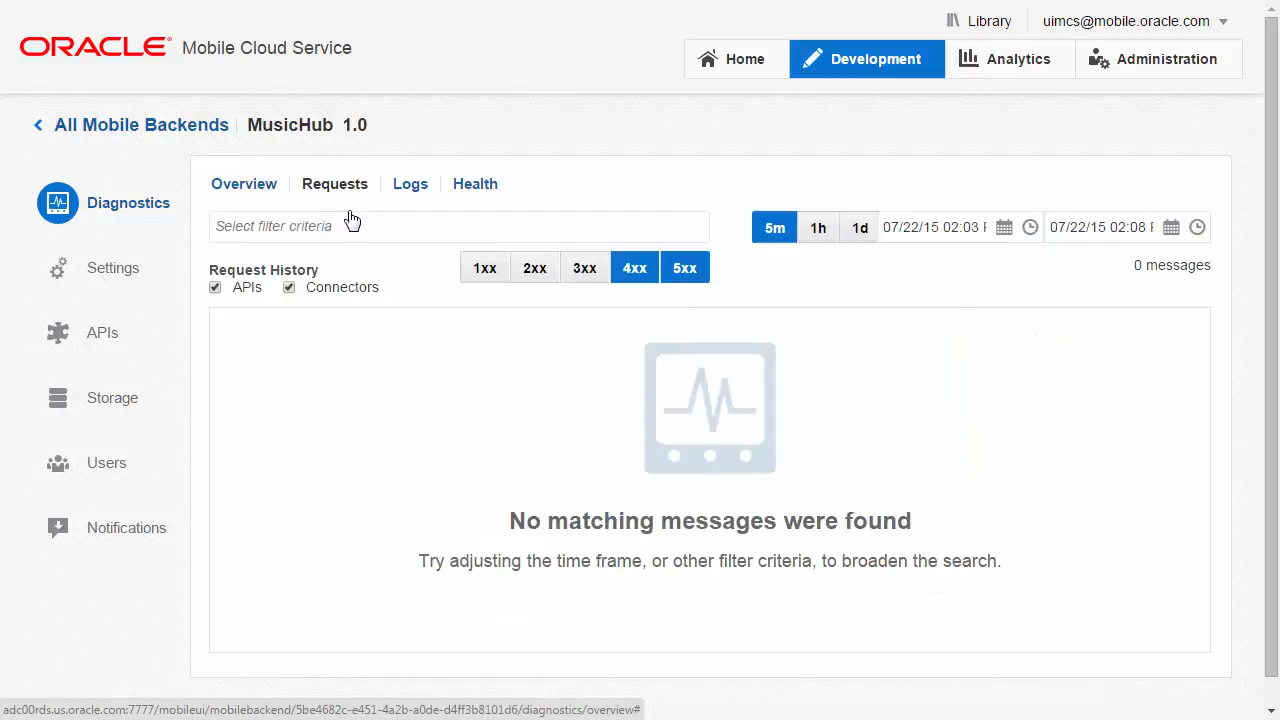 Library
uimcs@mobile.oracle.com
ORACLE® Mobile Cloud Service
Home
Development
Analytics
Administration
All Mobile Backends
MusicHub 1.0
Diagnostics
Settings
APIs
Storage
Users
Notifications
Overview
Requests
Logs
Health
Select filter criteria
5m
1h
1d
07/22/15 02:03
07/22/15 02:08
Request History
1xx
2xx
3xx
4xx
5xx
0 messages
APIs
Connectors
No matching messages were found
Try adjusting the time frame, or other filter criteria, to broaden the search.
adc00rds.us.oracle.com:7777/mobileui/mobilebackend/5be4682c-e451-4a2b-a0de-d4ff3b8101d6/diagnostics/overview#